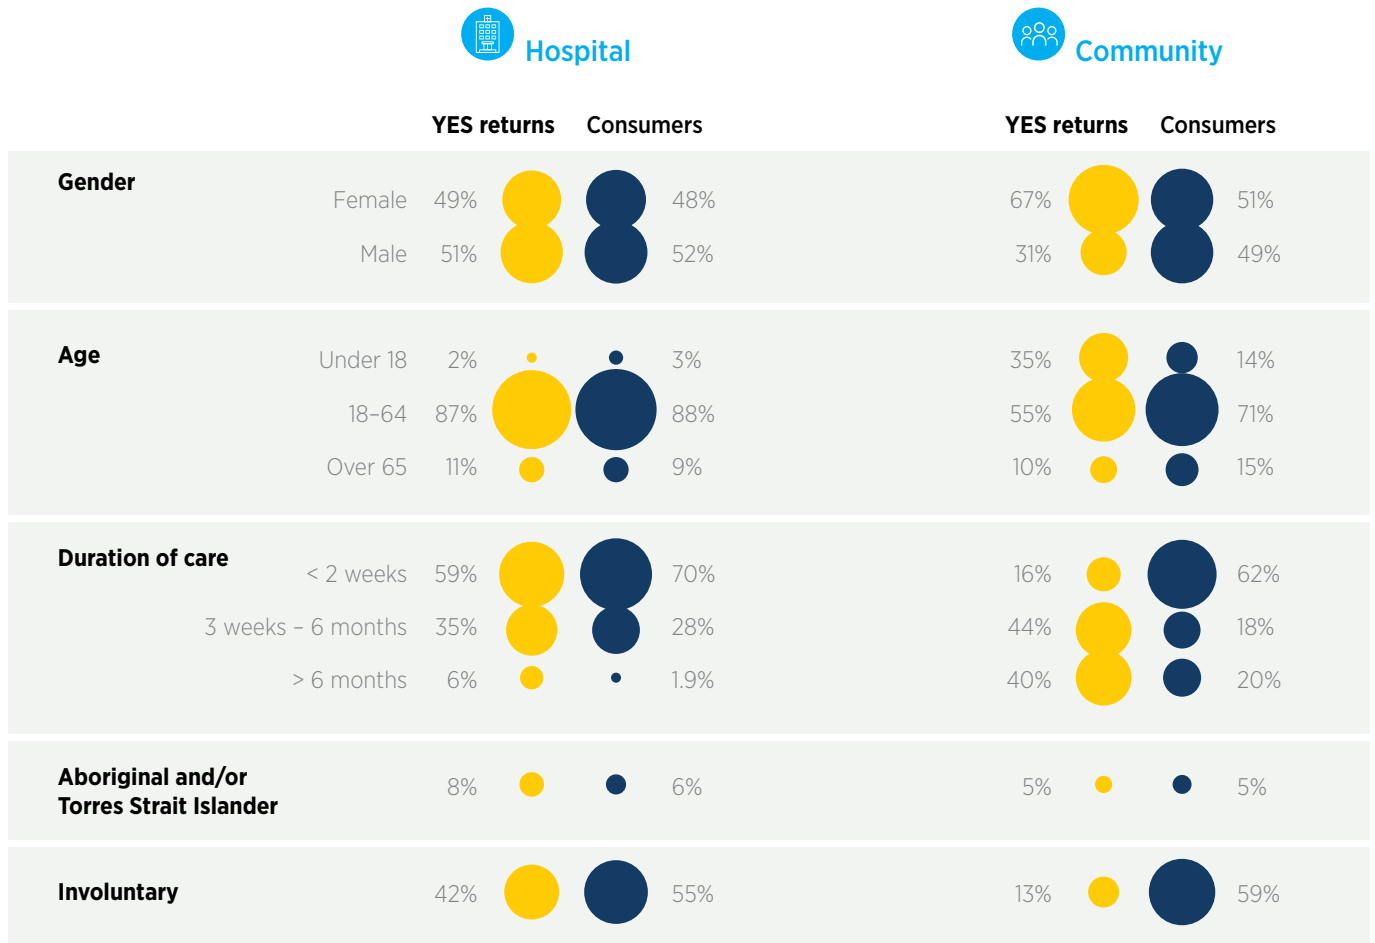 Hospital Community
YES returns Consumers YES returns Consumers
Gender
Female 49% 48% 67% 51%
Male 51% 52% 31% 49%
Age
Under 18 2% 3% 35% 14%
18–64 87% 88% 55% 71%
Over 65 11% 9% 10% 15%
Duration of care
< 2 weeks 59% 70% 16% 62%
3 weeks – 6 months 35% 28% 44% 18%
> 6 months 6% 1.9% 40% 20%
Aboriginal and/or
Torres Strait Islander
8% 6% 5% 5%
Involuntary 42% 55% 13% 59%